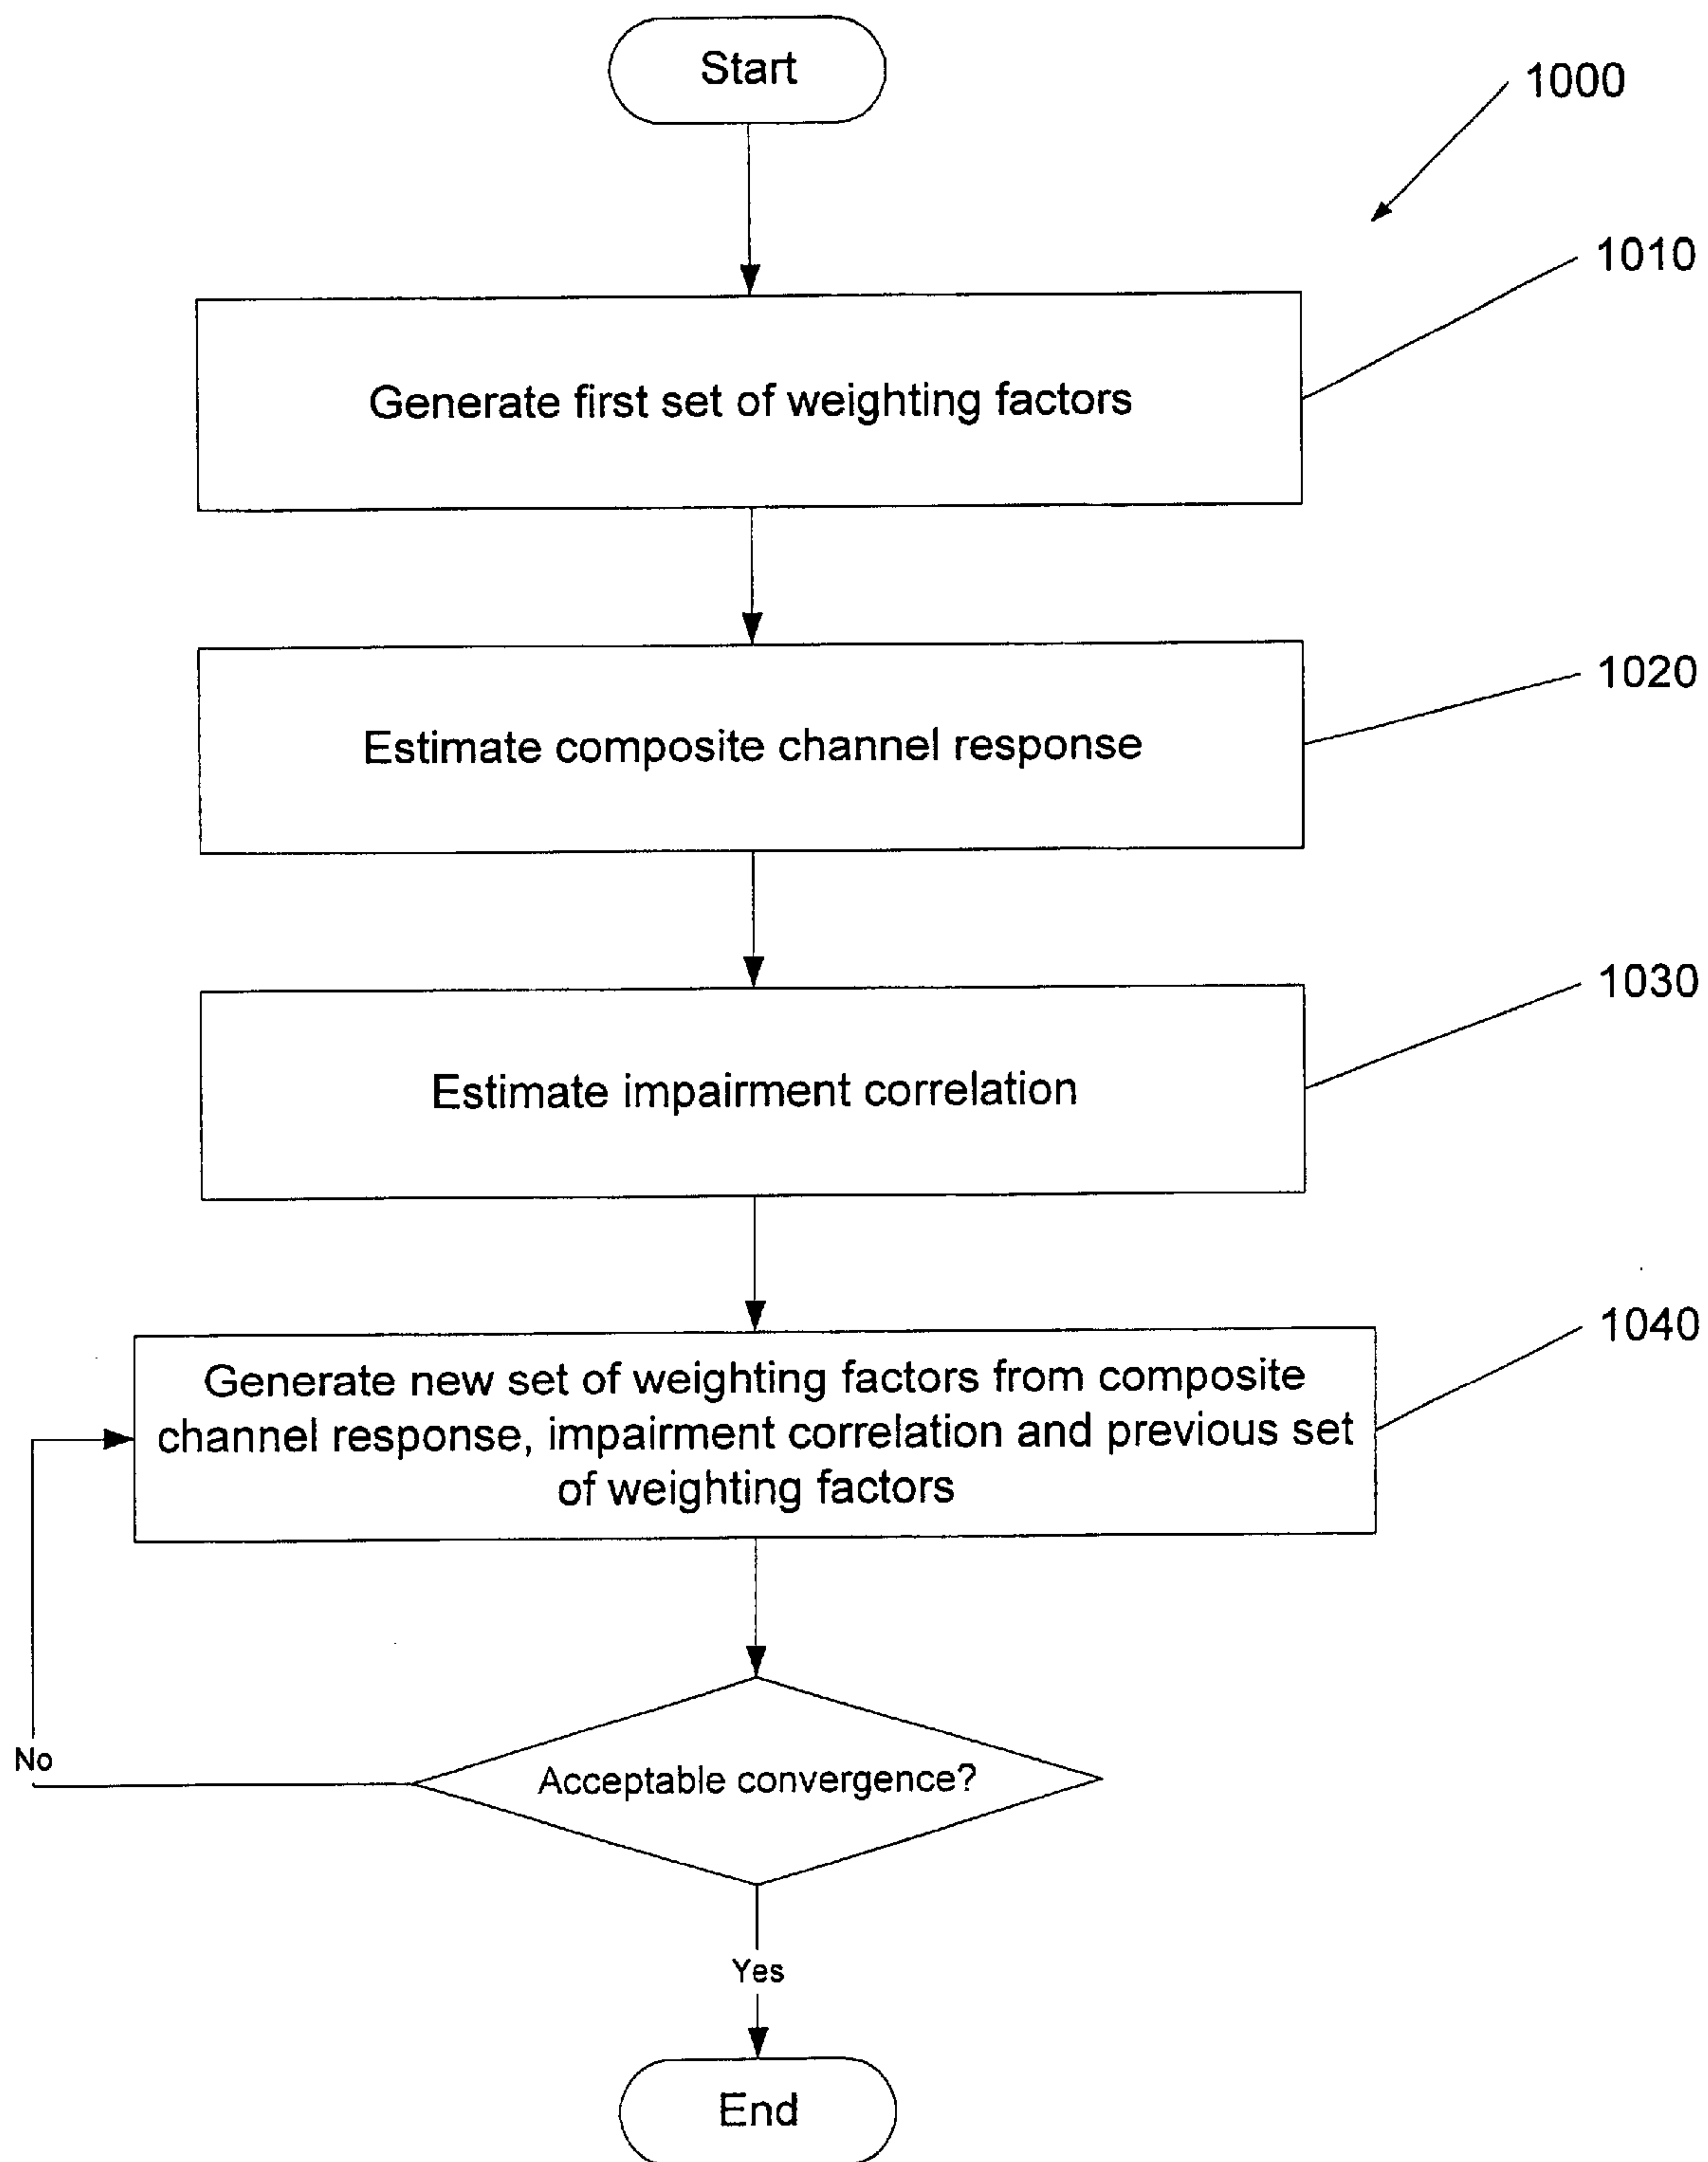 Start
1000
1010
Generate first set of weighting factors
1020
Estimate composite channel response
1030
Estimate impairment correlation
1040
Generate new set of weighting factors from composite
channel response, impairment correlation and previous set
of weighting factors
No
Acceptable convergence?
Yes
End